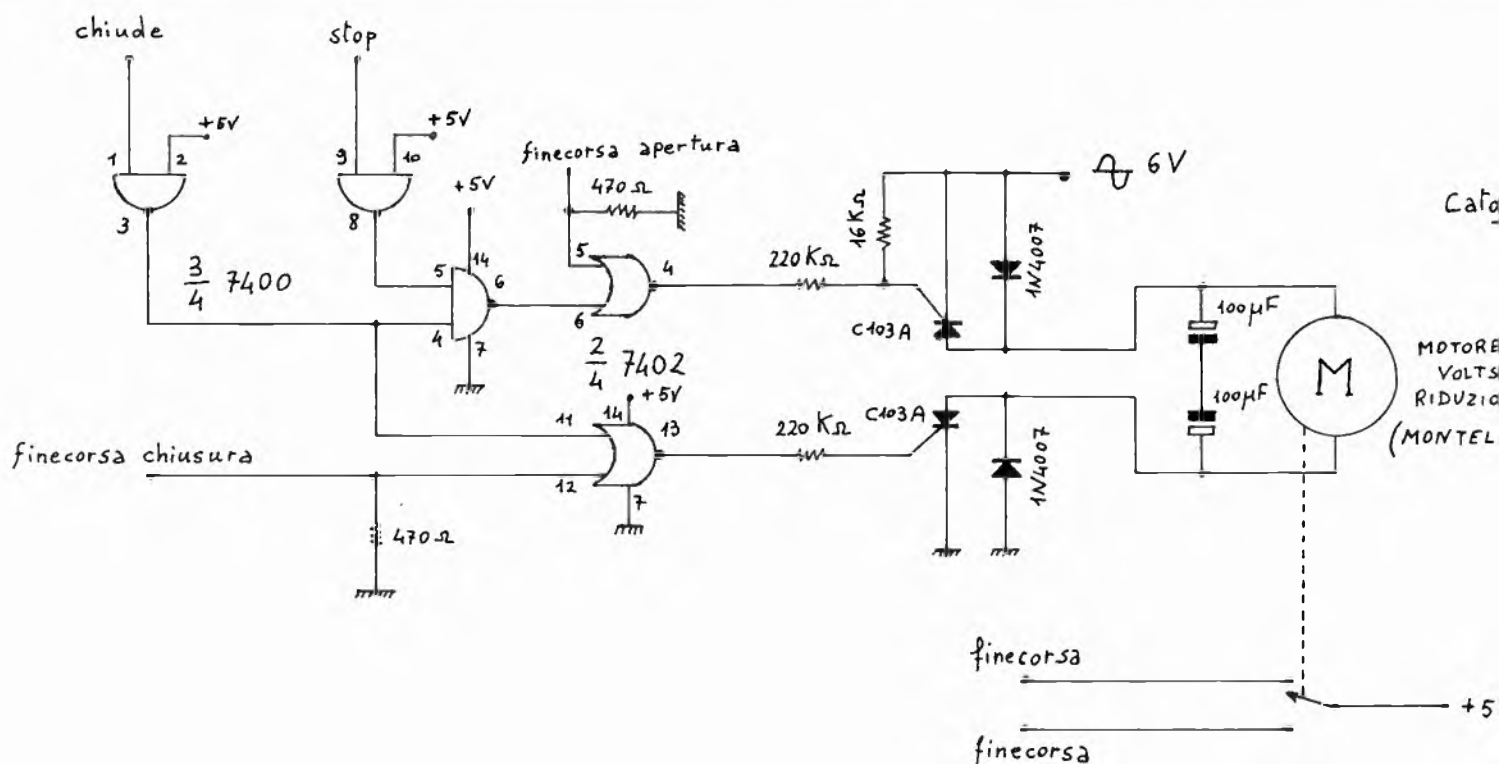 chiude
stop
+5V
+5V
1
2
9
10
3
8
3/4 7400
+5V
14
5
6
4
7
finecorsa apertura
470 Ω
5
4
6
2/4 7402
+5V
14
11
13
12
7
finecorsa chiusura
470 Ω
220 KΩ
16 KΩ
C103A
1N4007
6V
220 KΩ
C103A
1N4007
100µF
100µF
M
Cato
MOTORE
VOLTS
RIDUZIO
(MONTEL
finecorsa
+5
finecorsa